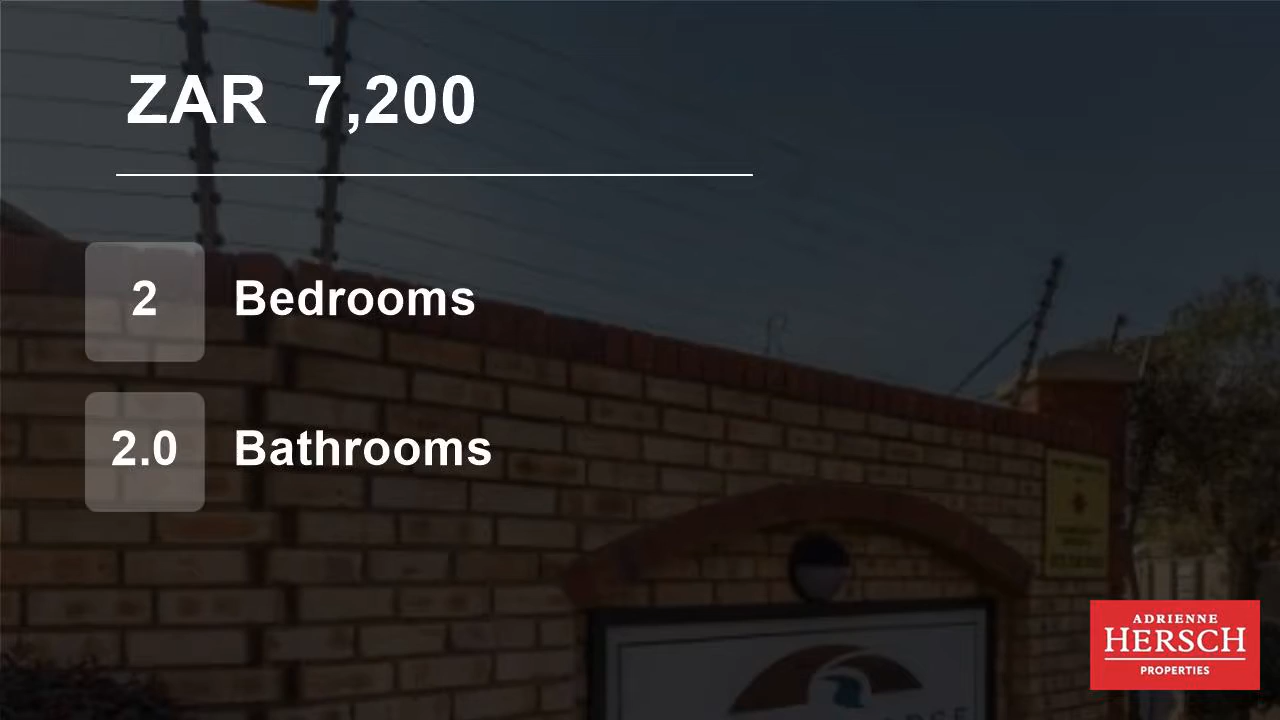 ZAR 7,200
2 Bedrooms
2.0 Bathrooms
ADRIENNE
HERSCH
PROPERTIES